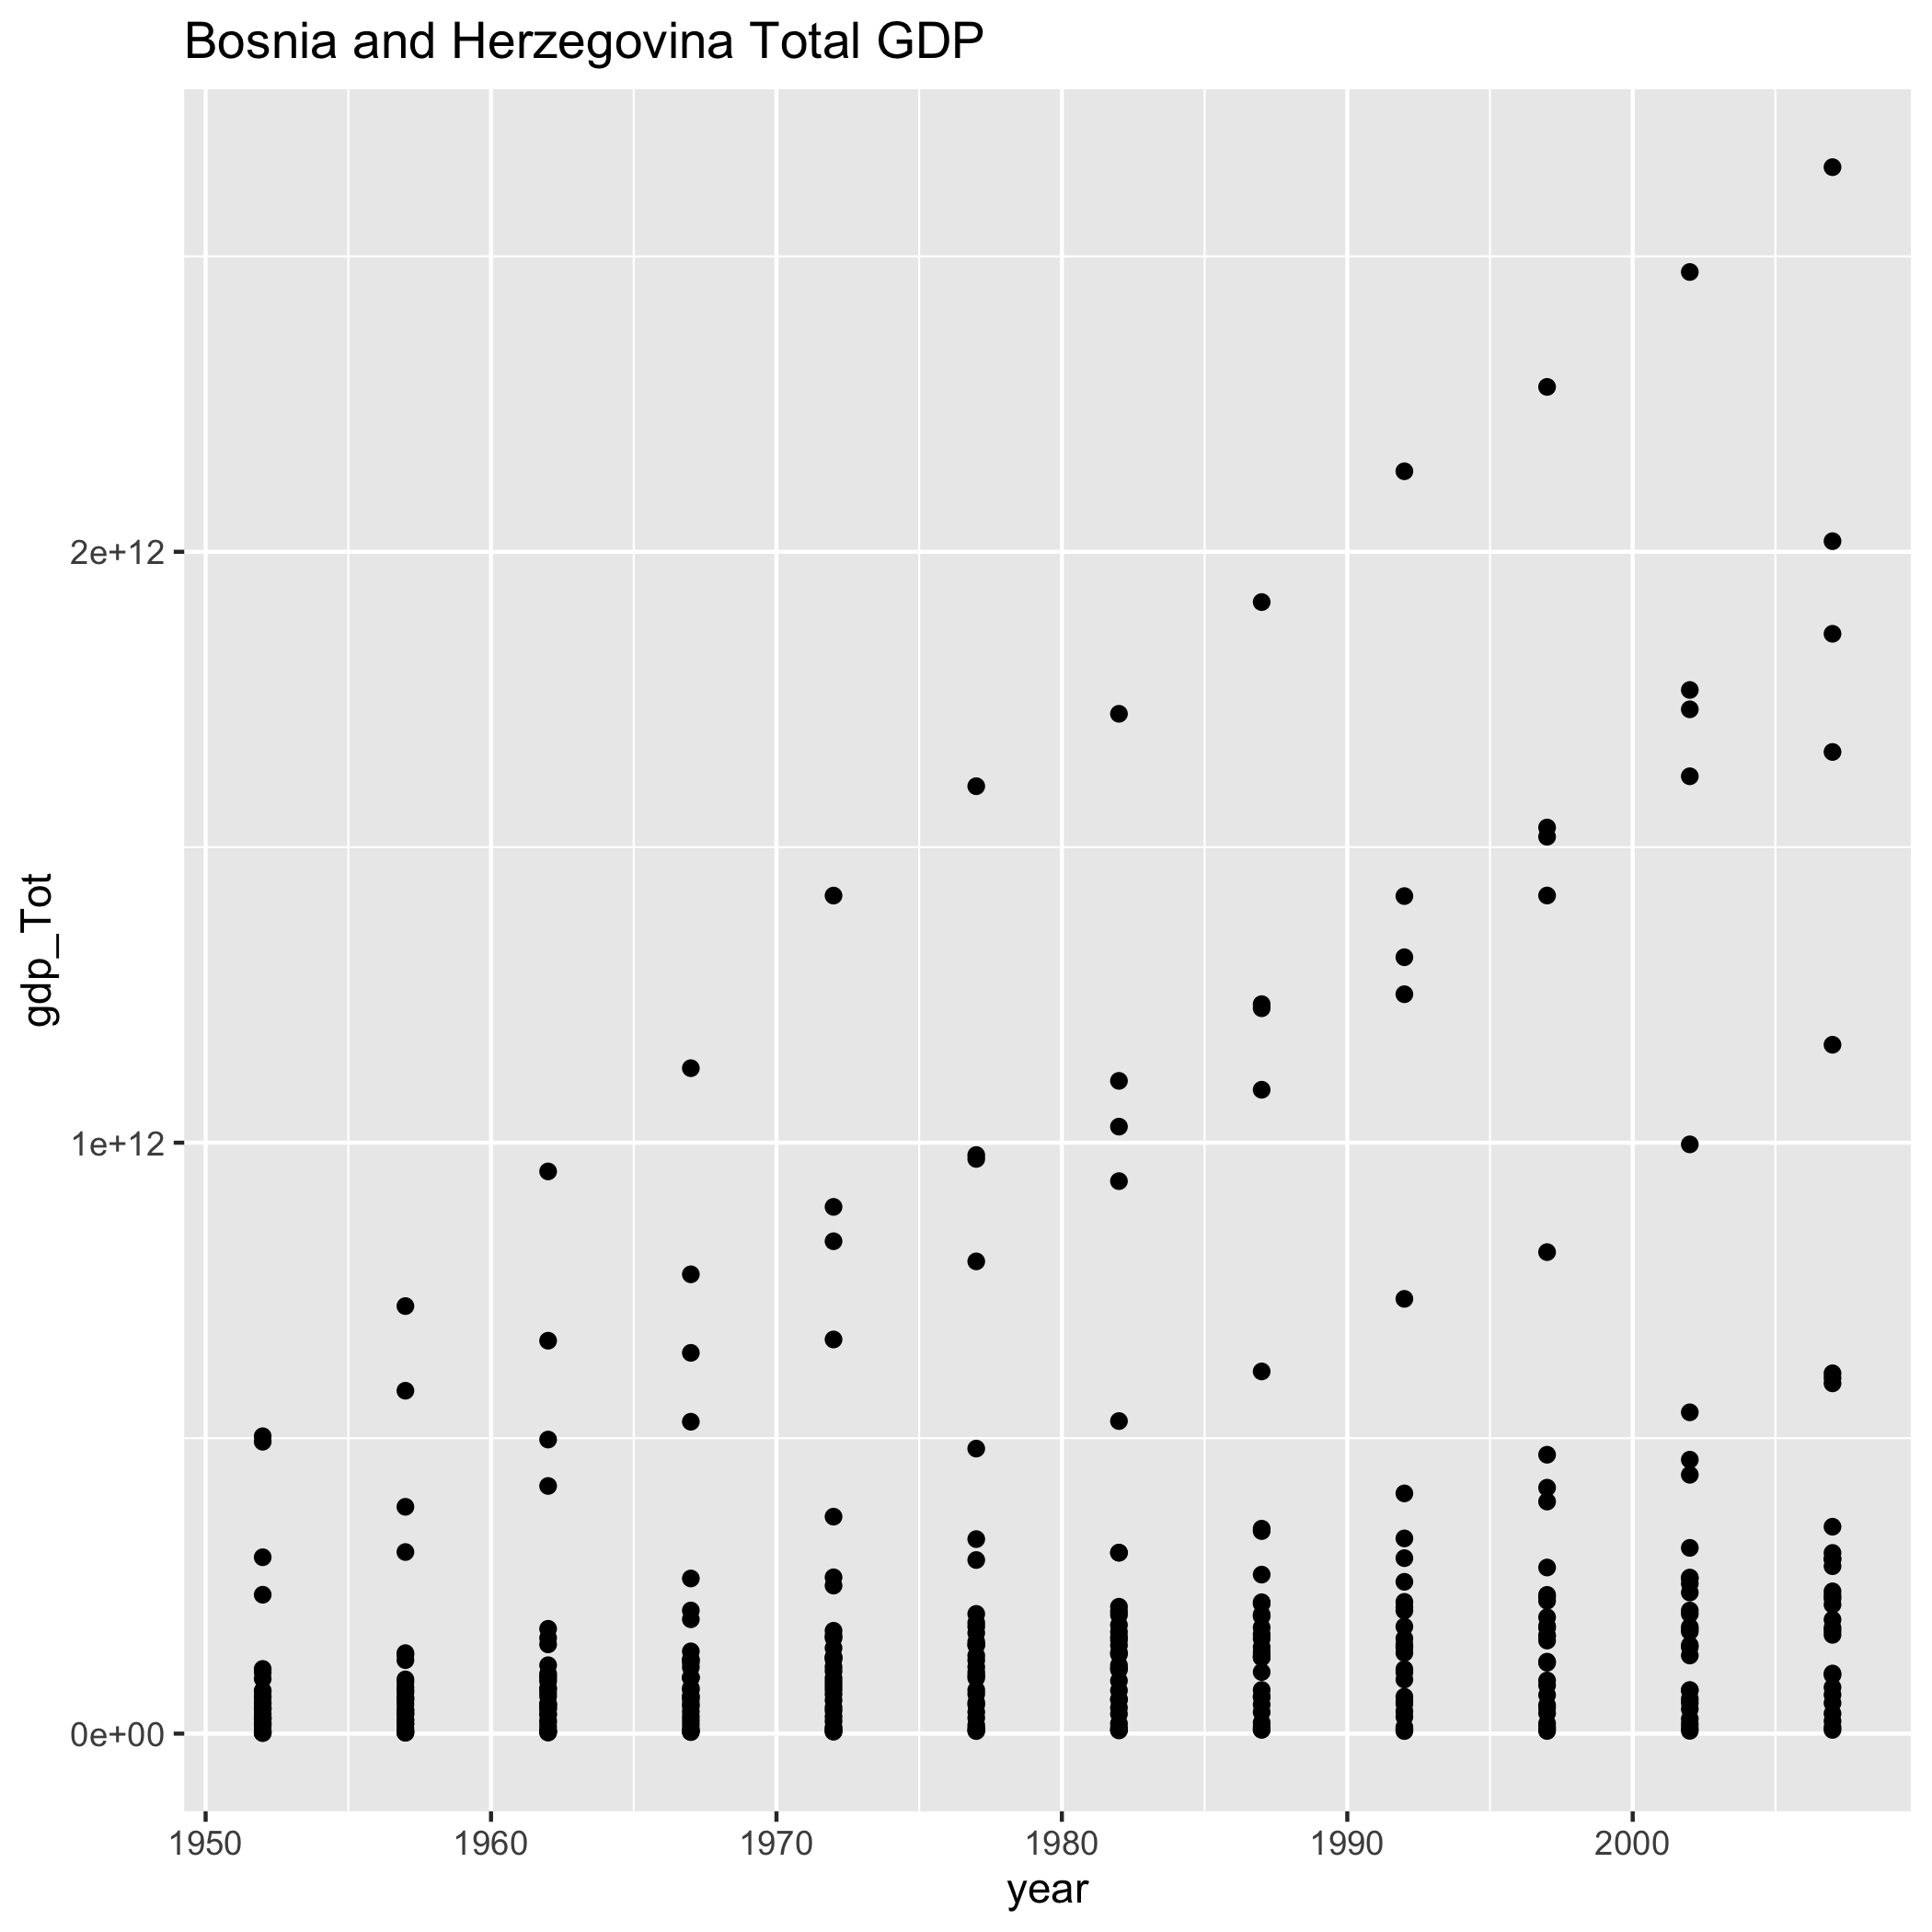 Bosnia and Herzegovina Total GDP
2e+12
1e+12
0e+00
gdp_Tot
1950 1960 1970 1980 1990 2000
year